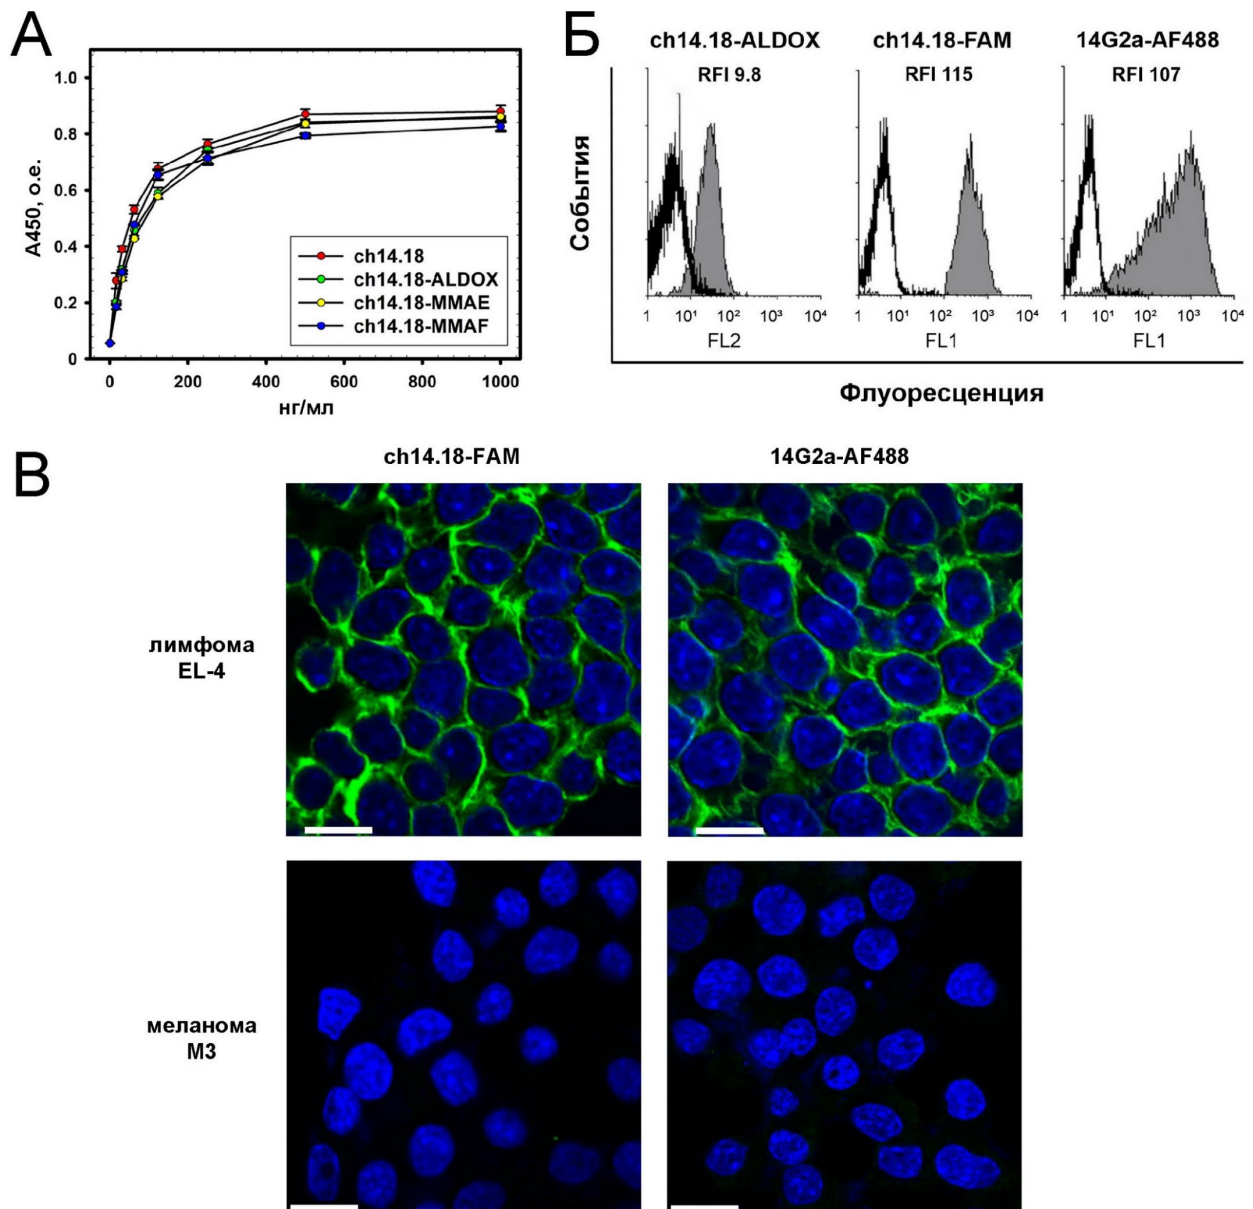 А
A450, о.е.
1.0
0.8
0.6
0.4
0.2
0
ch14.18
ch14.18-ALDOX
ch14.18-MMAE
ch14.18-MMAF
0 200 400 600 800 1000
нг/мл
Б
ch14.18-ALDOX ch14.18-FAM 14G2a-AF488
RFI 9.8 RFI 115 RFI 107
События
1 10¹ 10² 10³ 10⁴ 1 10¹ 10² 10³ 10⁴ 1 10¹ 10² 10³ 10⁴
FL2 FL1 FL1
Флуоресценция
В
ch14.18-FAM 14G2a-AF488
лимфома
EL-4
меланома
М3